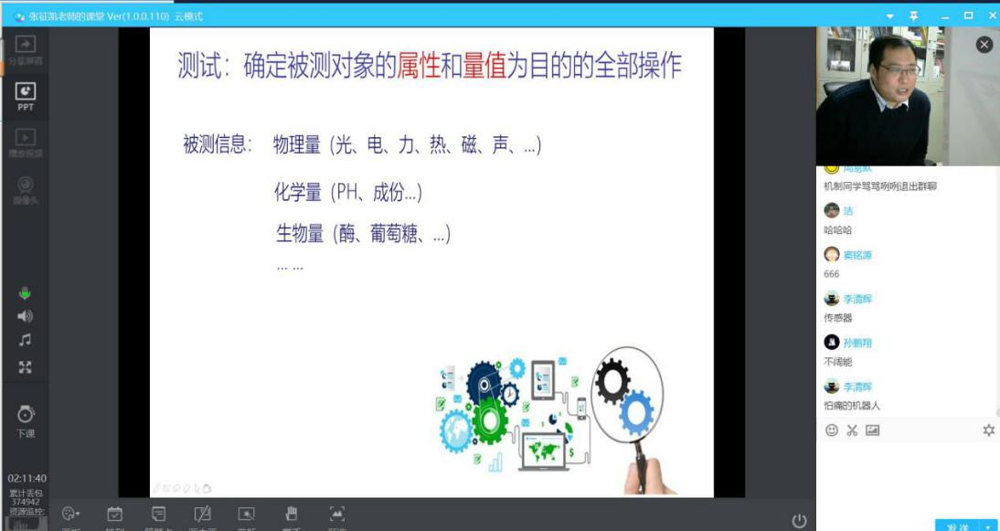 张征凯老师的课堂 Ver(1.0.0.110) 云模式
分享屏幕
PPT
播放视频
摄像头
下课
02:11:40
累计丢包
374942
资源监控:
测试：确定被测对象的属性和量值为目的的全部操作
被测信息： 物理量（光、电、力、热、磁、声、...）
化学量（PH、成份...）
生物量（酶、葡萄糖、...）
... ...
$
$
机制同学骂骂咧咧退出群聊
洁
哈哈哈
窦铭源
666
李清晖
传感器
孙鹏翔
不阔能
李清晖
怕痛的机器人
发送